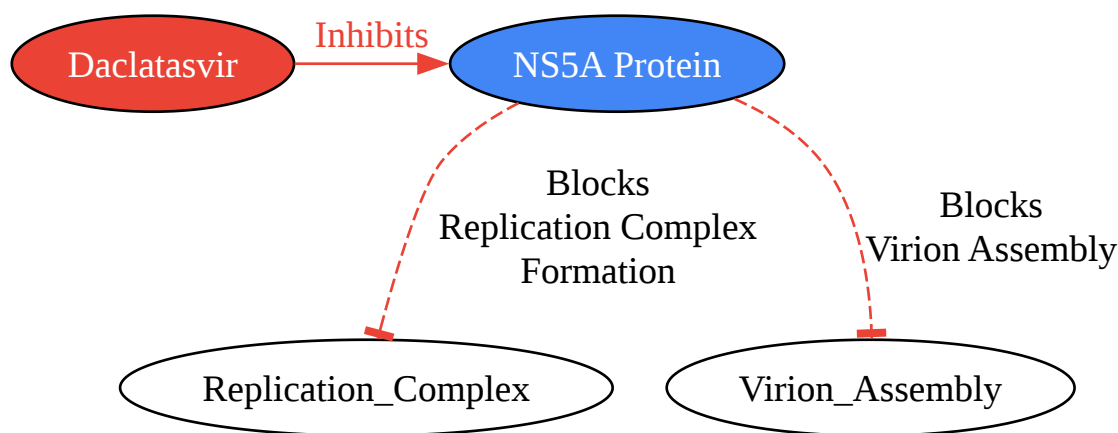 Daclatasvir
Inhibits
NS5A Protein
Blocks
Replication Complex
Formation
Blocks
Virion Assembly
Replication_Complex
Virion_Assembly